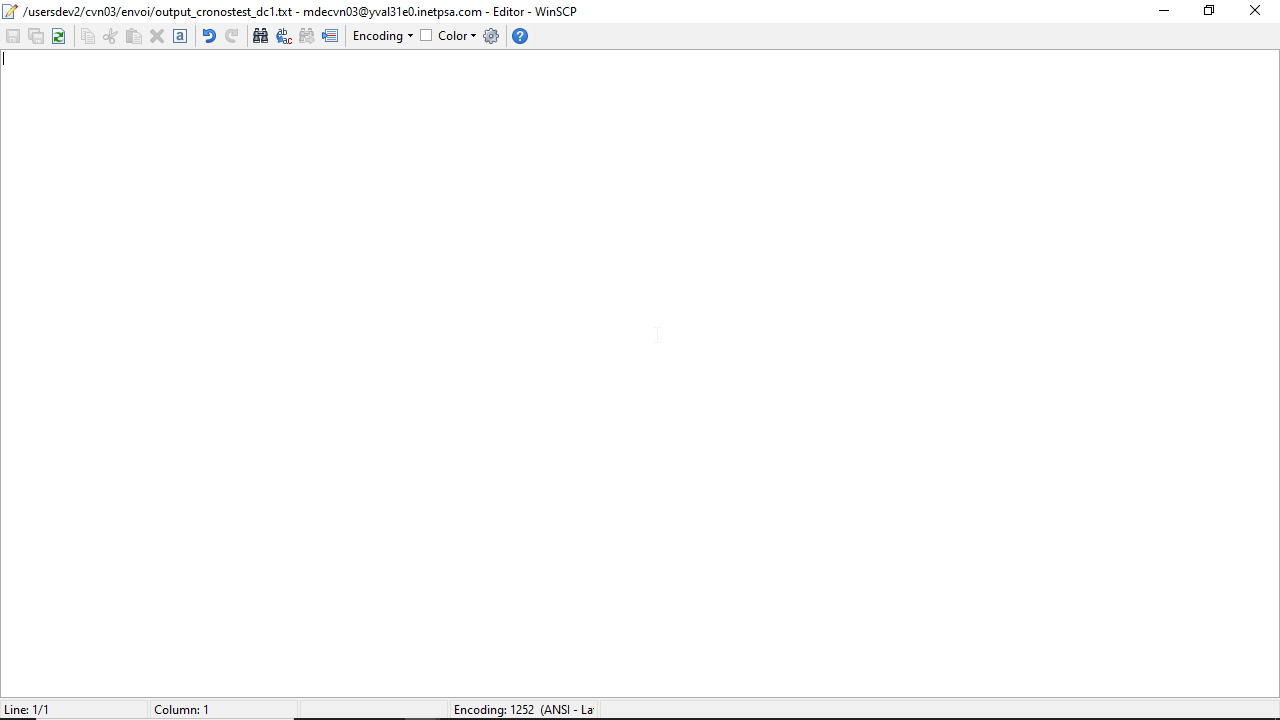 /usersdev2/cvn03/envoi/output_cronostest_dc1.txt - mdecvn03@yval31e0.inetpsa.com - Editor - WinSCP
Encoding Color
Line: 1/1 Column: 1 Encoding: 1252 (ANSI - La